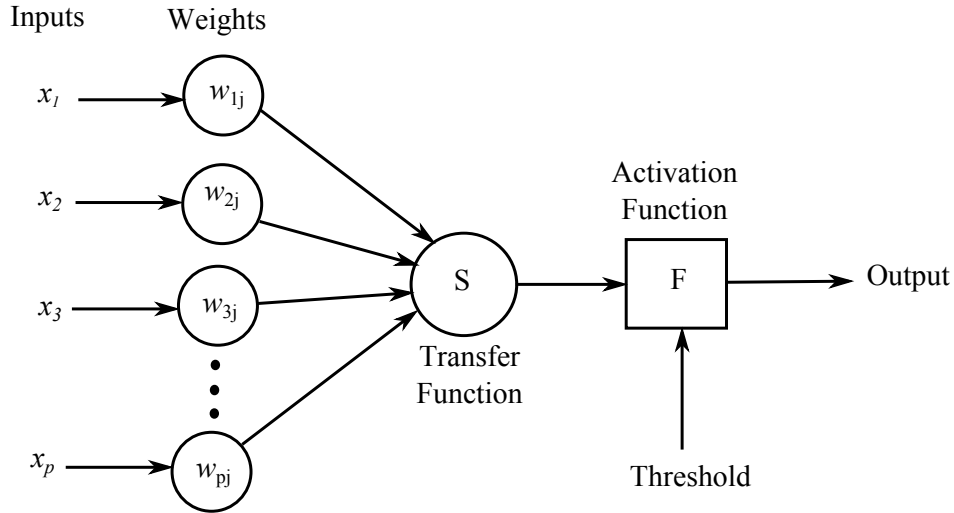 Inputs
Weights
x1
w1j
x2
w2j
x3
w3j
xp
wpj
S
Transfer
Function
Activation
Function
F
Threshold
Output